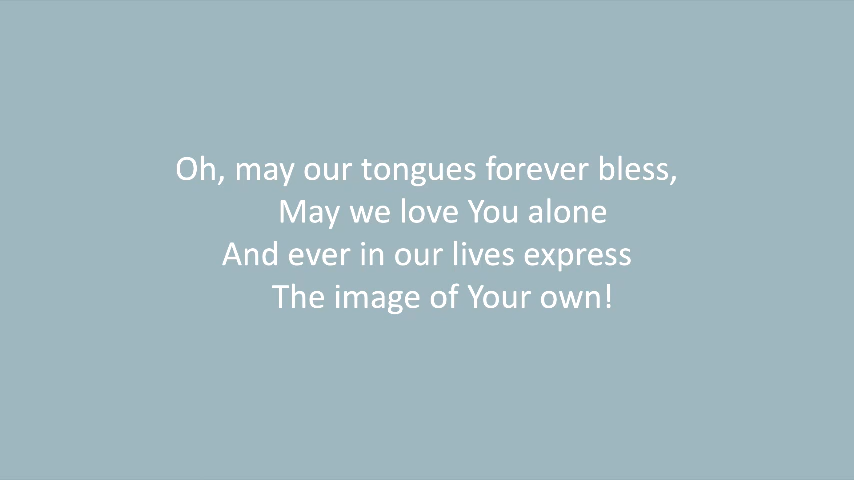 Oh, may our tongues forever bless,
May we love You alone
And ever in our lives express
The image of Your own!